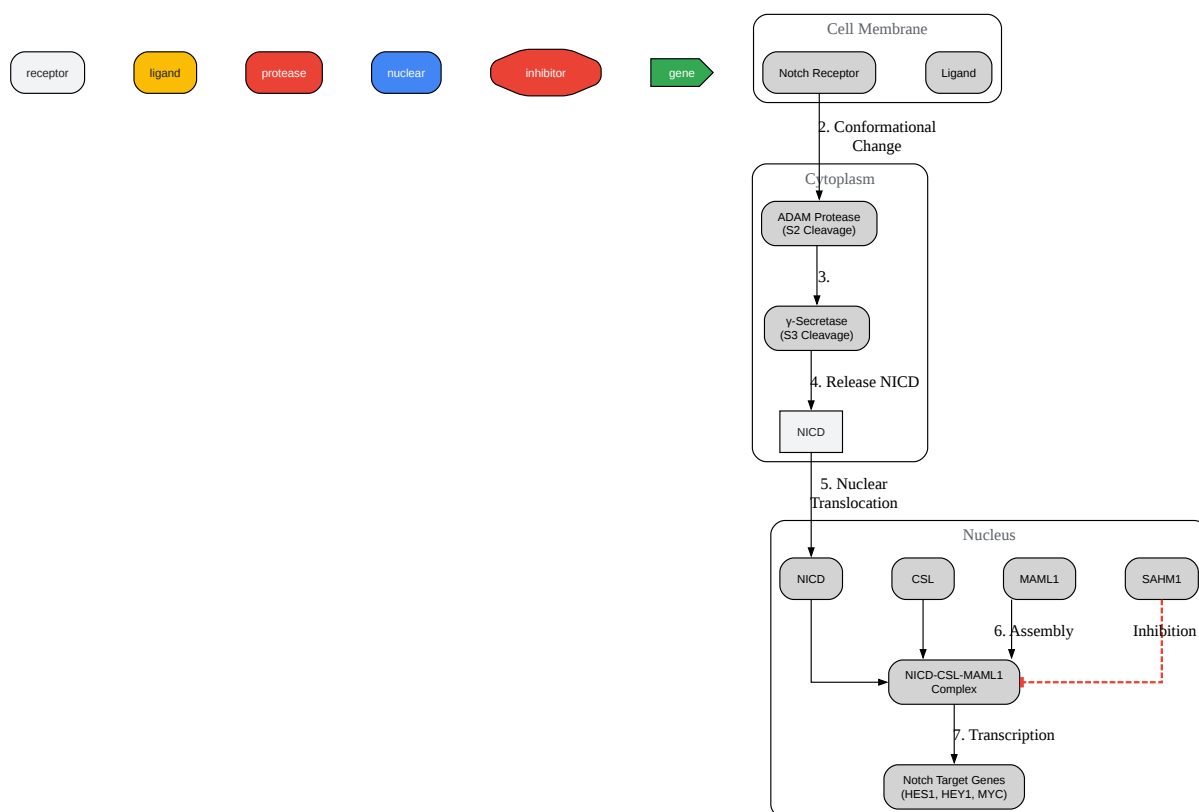 Cell Membrane
receptor
ligand
protease
nuclear
inhibitor
gene
Notch Receptor
Ligand
2. Conformational
Change
Cytoplasm
ADAM Protease
(S2 Cleavage)
3.
γ-Secretase
(S3 Cleavage)
4. Release NICD
NICD
5. Nuclear
Translocation
Nucleus
NICD
CSL
MAML1
SAHM1
6. Assembly
Inhibition
NICD-CSL-MAML1
Complex
7. Transcription
Notch Target Genes
(HES1, HEY1, MYC)